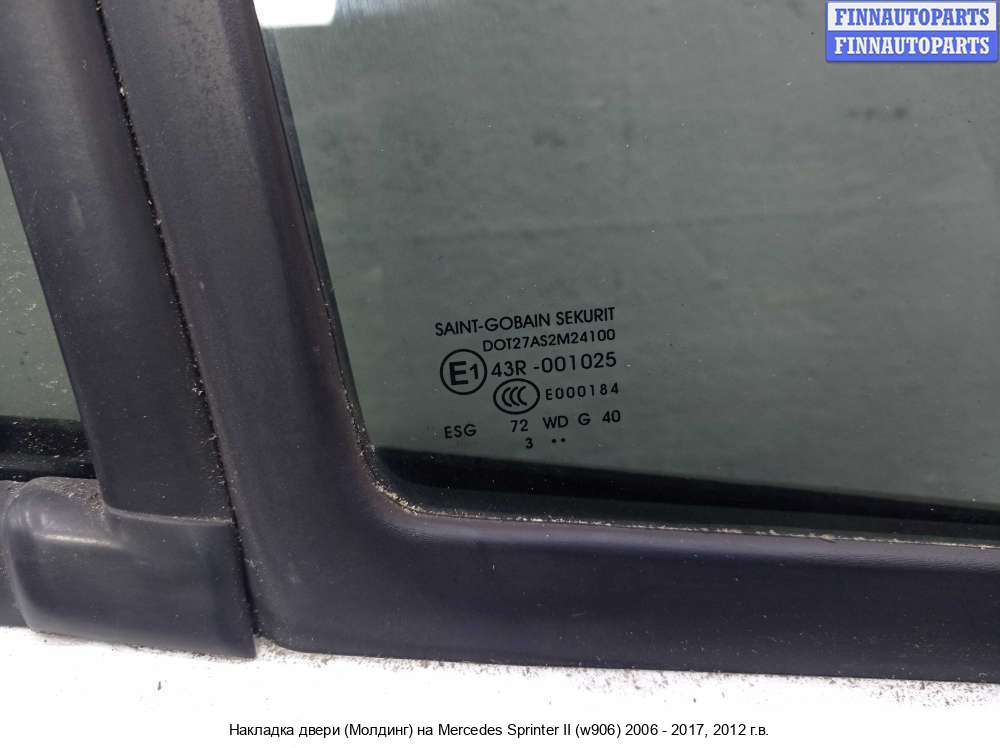 FINNAUTOPARTS
FINNAUTOPARTS
SAINT-GOBAIN SEKURIT
DOT27AS2M24100
E1 43R -001025
CCC E000184
ESG 72 WD G 40
3 ..
Накладка двери (Молдинг) на Mercedes Sprinter II (w906) 2006 - 2017, 2012 г.в.